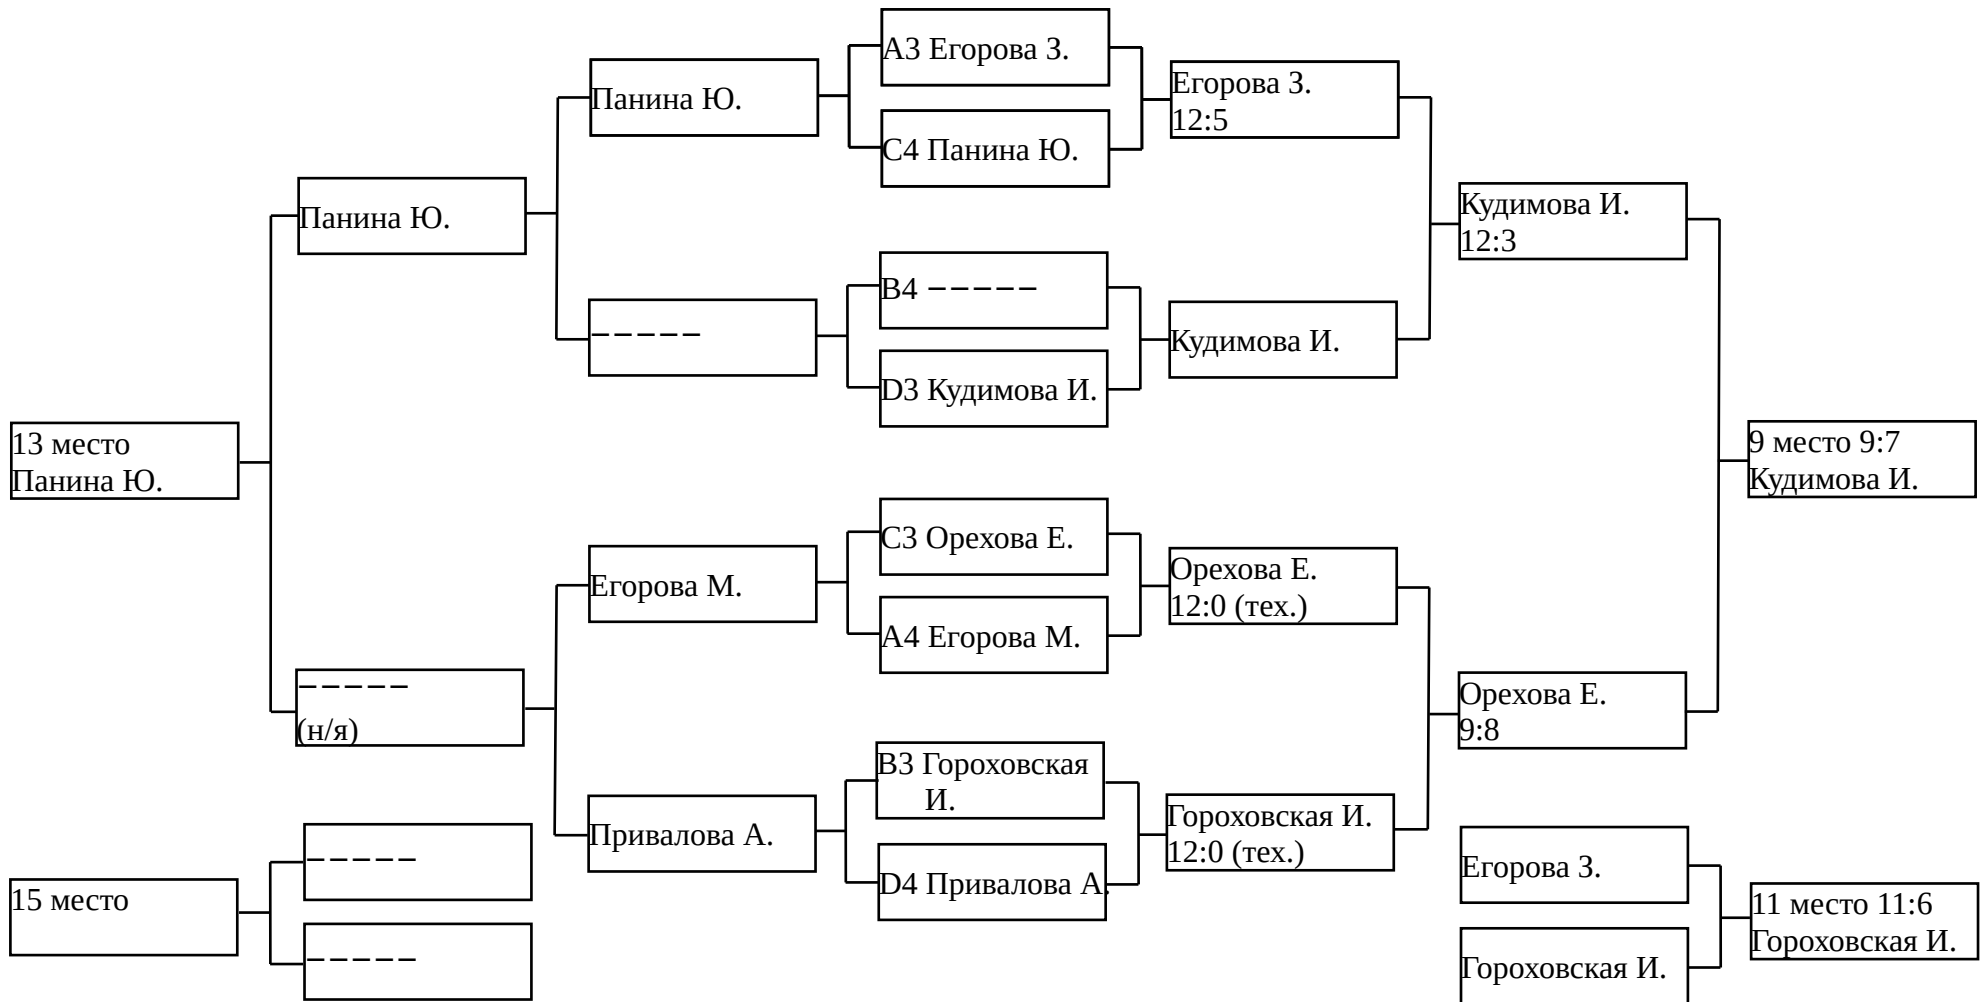 А3 Егорова З.
Панина Ю.
Егорова З.
12:5
С4 Панина Ю.
Панина Ю.
Кудимова И.
12:3
В4 −−−−−
−−−−−
Кудимова И.
D3 Кудимова И.
13 место
Панина Ю.
9 место 9:7
Кудимова И.
С3 Орехова Е.
Егорова М.
Орехова Е.
12:0 (тех.)
А4 Егорова М.
−−−−−
(н/я)
Орехова Е.
9:8
В3 Гороховская
И.
Привалова А.
Гороховская И.
12:0 (тех.)
D4 Привалова А.
−−−−−
Егорова З.
15 место
11 место 11:6
Гороховская И.
−−−−−
Гороховская И.